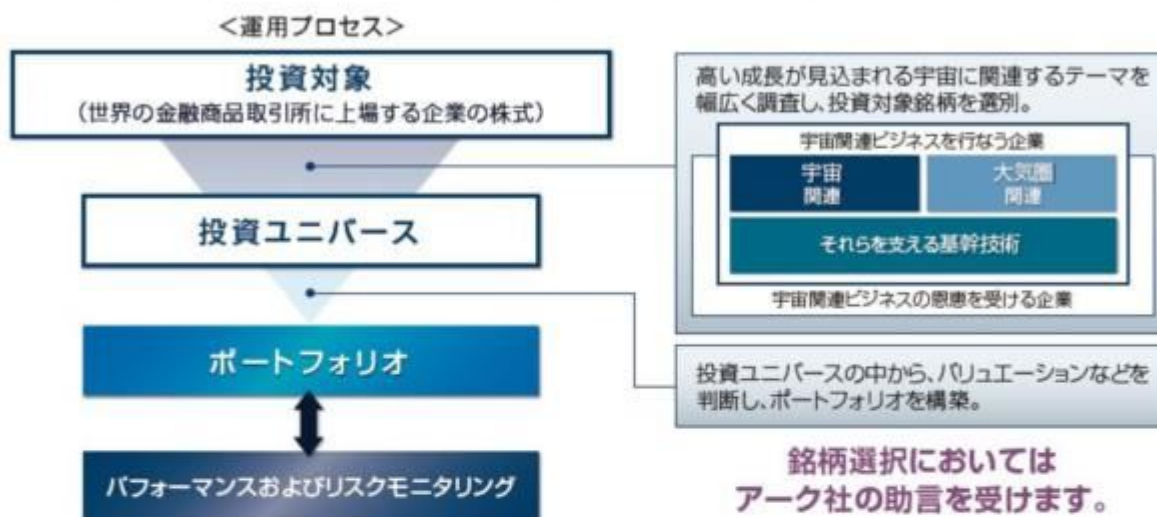 <運用プロセス>
投資対象
(世界の金融商品取引所に上場する企業の株式)
投資ユニバース
ポートフォリオ
パフォーマンスおよびリスクモニタリング
高い成長が見込まれる宇宙に関連するテーマを
幅広く調査し、投資対象銘柄を選別。
宇宙関連ビジネスを行なう企業
宇宙
関連
大気圏
関連
それらを支える基幹技術
宇宙関連ビジネスの恩恵を受ける企業
投資ユニバースの中から、バリュエーションなどを
判断し、ポートフォリオを構築。
銘柄選択においては
アーク社の助言を受けます。